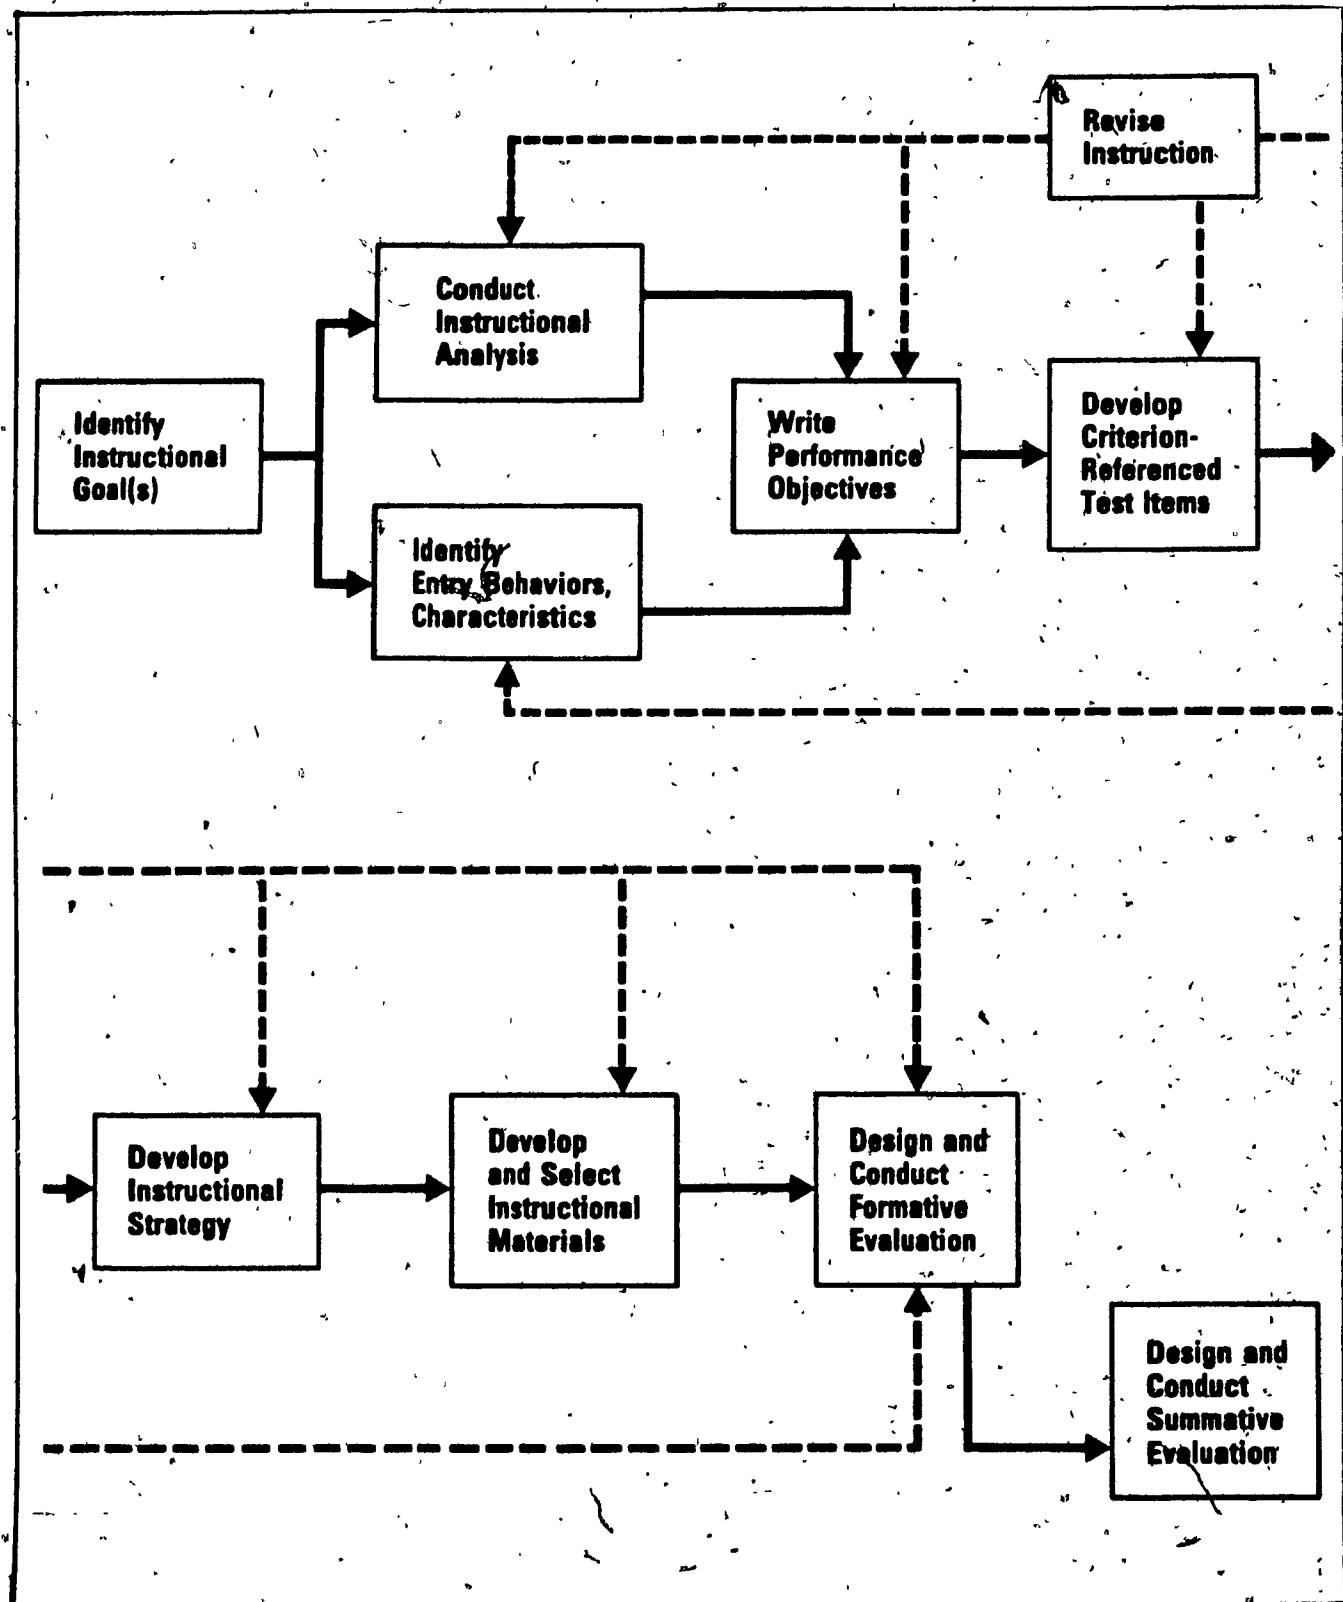 Revise
Instruction
Conduct
Instructional
Analysis
Identify
Instructional
Goal(s)
Write
Performance
Objectives
Develop
Criterion-
Referenced
Test Items
Identify
Entry Behaviors,
Characteristics
Develop
Instructional
Strategy
Develop
and Select
Instructional
Materials
Design and
Conduct
Formative
Evaluation
Design and
Conduct
Summative
Evaluation